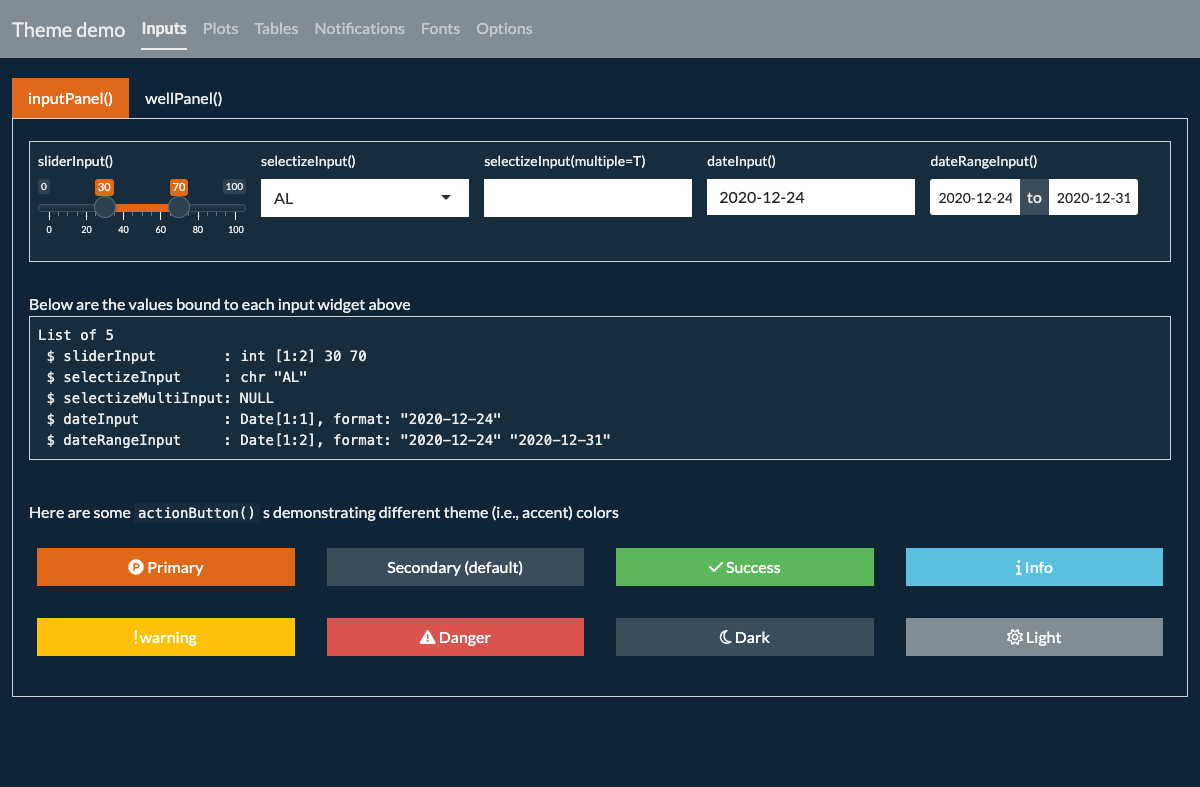 Theme demo Inputs Plots Tables Notifications Fonts Options
inputPanel() wellPanel()
sliderInput() selectizeInput() selectizeInput(multiple=T) dateInput() dateRangeInput()
0 30 70 100
AL 2020-12-24 2020-12-24 to 2020-12-31
0 20 40 60 80 100
Below are the values bound to each input widget above
List of 5
$ sliderInput : int [1:2] 30 70
$ selectizeInput : chr "AL"
$ selectizeMultiInput: NULL
$ dateInput : Date[1:1], format: "2020-12-24"
$ dateRangeInput : Date[1:2], format: "2020-12-24" "2020-12-31"
Here are some actionButton() s demonstrating different theme (i.e., accent) colors
Primary Secondary (default) Success Info
warning Danger Dark Light